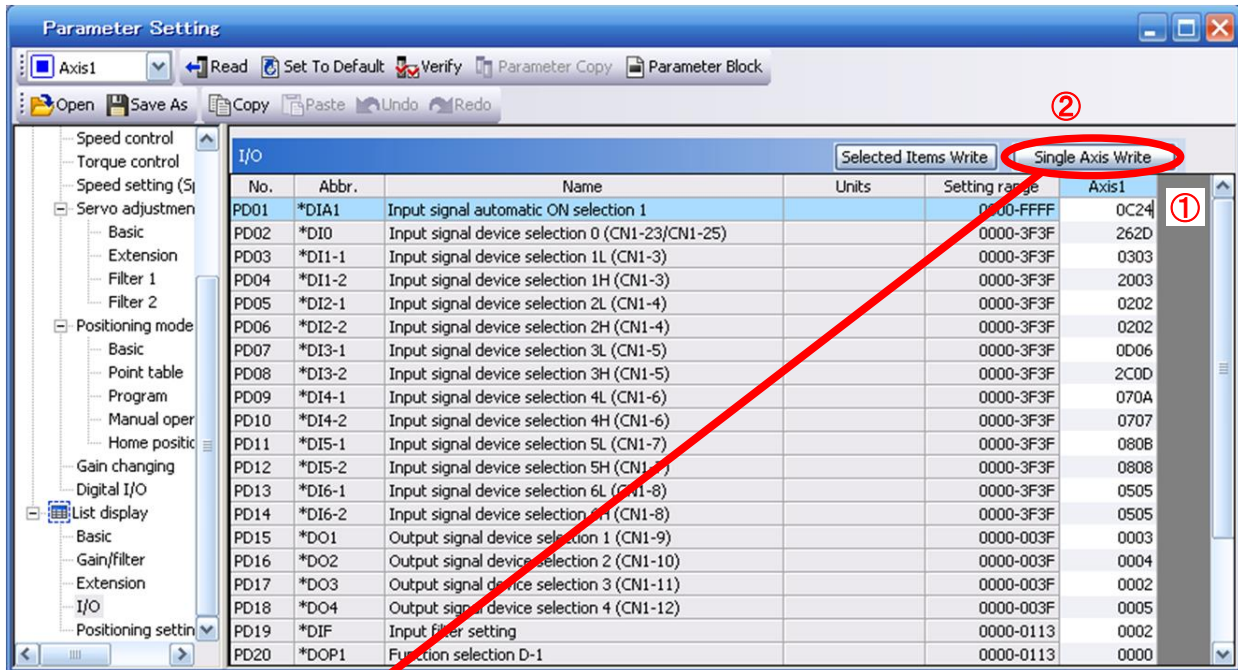 Parameter Setting
Axis1 Read Set To Default Verify Parameter Copy Parameter Block
Open Save As Copy Paste Undo Redo
②
Speed control
Torque control
Speed setting (S
Servo adjustmen
Basic
Extension
Filter 1
Filter 2
Positioning mode
Basic
Point table
Program
Manual oper
Home positic
Gain changing
Digital I/O
List display
Basic
Gain/filter
Extension
I/O
Positioning settin
I/O Selected Items Write Single Axis Write
No. Abbr. Name Units Setting range Axis1
PD01 *DIA1 Input signal automatic ON selection 1 0000-FFFF 0C24 ①
PD02 *DI0 Input signal device selection 0 (CN1-23/CN1-25) 0000-3F3F 262D
PD03 *DI1-1 Input signal device selection 1L (CN1-3) 0000-3F3F 0303
PD04 *DI1-2 Input signal device selection 1H (CN1-3) 0000-3F3F 2003
PD05 *DI2-1 Input signal device selection 2L (CN1-4) 0000-3F3F 0202
PD06 *DI2-2 Input signal device selection 2H (CN1-4) 0000-3F3F 0202
PD07 *DI3-1 Input signal device selection 3L (CN1-5) 0000-3F3F 0D06
PD08 *DI3-2 Input signal device selection 3H (CN1-5) 0000-3F3F 2C0D
PD09 *DI4-1 Input signal device selection 4L (CN1-6) 0000-3F3F 070A
PD10 *DI4-2 Input signal device selection 4H (CN1-6) 0000-3F3F 0707
PD11 *DI5-1 Input signal device selection 5L (CN1-7) 0000-3F3F 080B
PD12 *DI5-2 Input signal device selection 5H (CN1-7) 0000-3F3F 0808
PD13 *DI6-1 Input signal device selection 6L (CN1-8) 0000-3F3F 0505
PD14 *DI6-2 Input signal device selection 6H (CN1-8) 0000-3F3F 0505
PD15 *DO1 Output signal device selection 1 (CN1-9) 0000-003F 0003
PD16 *DO2 Output signal device selection 2 (CN1-10) 0000-003F 0004
PD17 *DO3 Output signal device selection 3 (CN1-11) 0000-003F 0002
PD18 *DO4 Output signal device selection 4 (CN1-12) 0000-003F 0005
PD19 *DIF Input filter setting 0000-0113 0002
PD20 *DOP1 Function selection D-1 0000-0113 0000